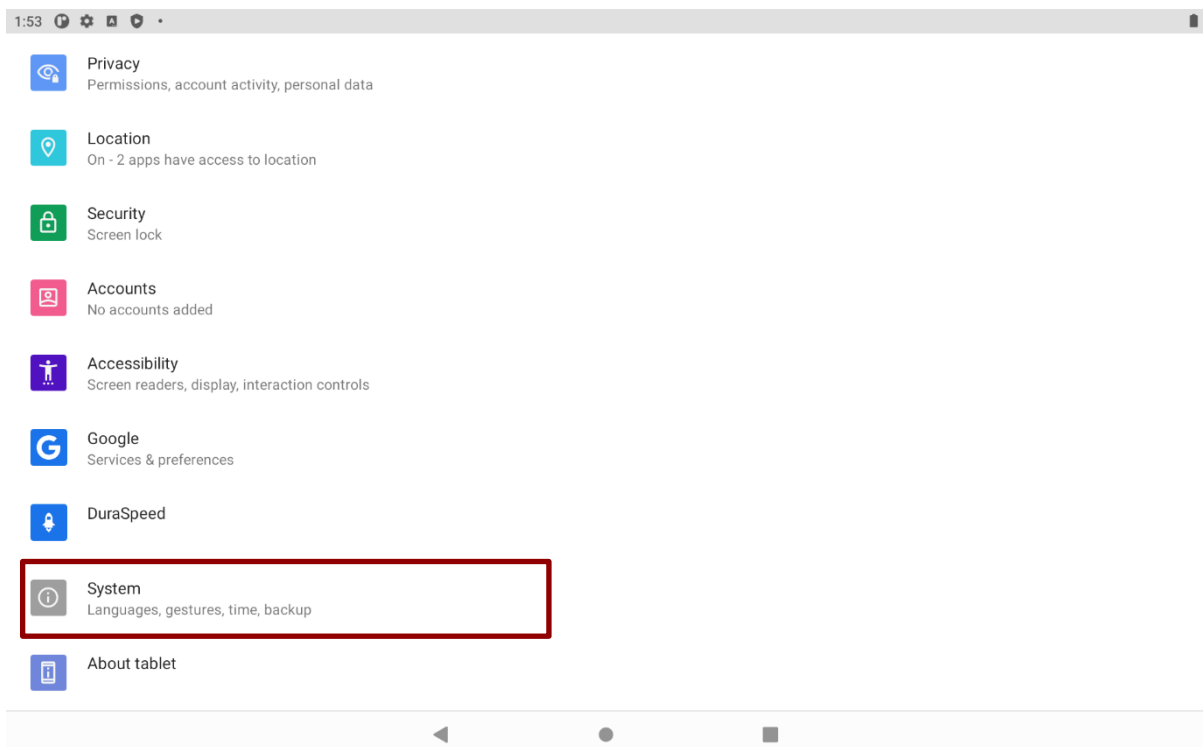 1:53
Privacy
Permissions, account activity, personal data
Location
On - 2 apps have access to location
Security
Screen lock
Accounts
No accounts added
Accessibility
Screen readers, display, interaction controls
Google
Services & preferences
DuraSpeed
System
Languages, gestures, time, backup
About tablet